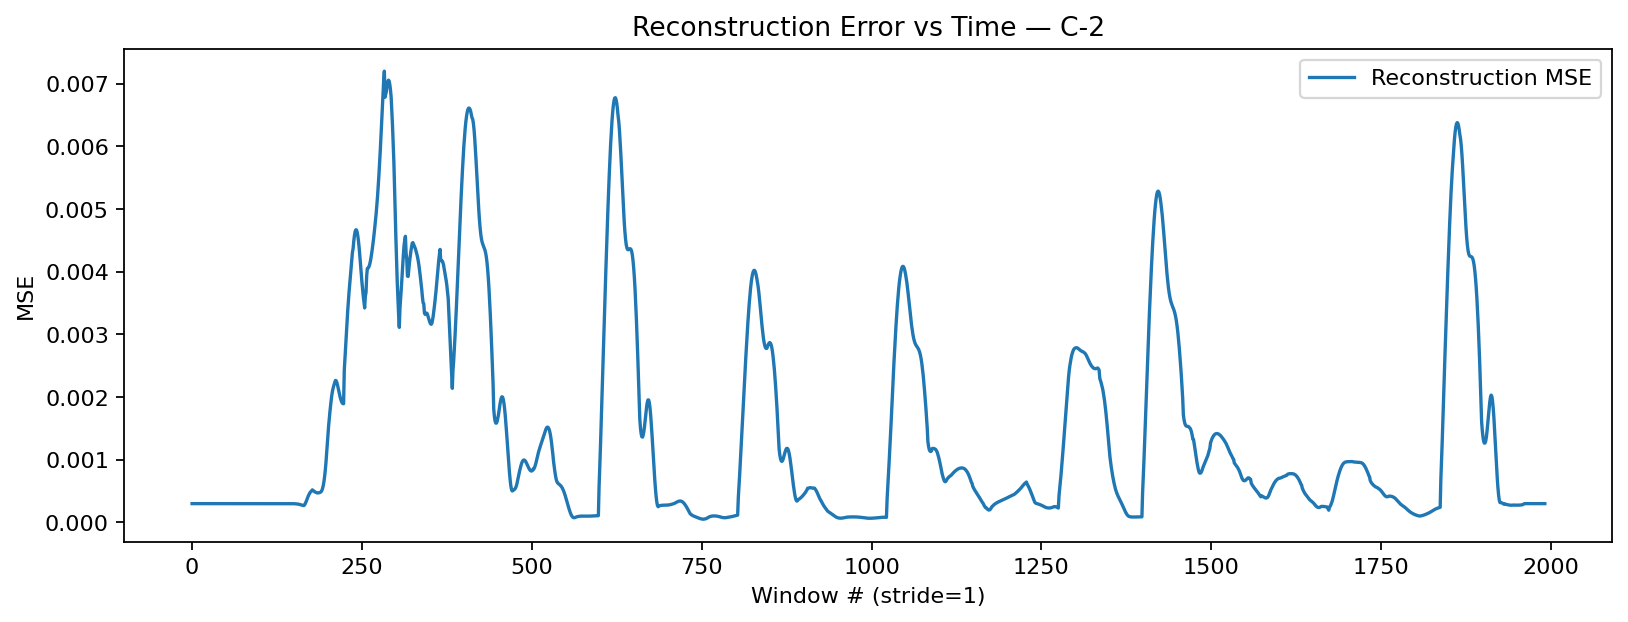 Reconstruction Error vs Time — C-2
Reconstruction MSE
0.007
0.006
0.005
0.004
0.003
0.002
0.001
0.000
MSE
0 250 500 750 1000 1250 1500 1750 2000
Window # (stride=1)